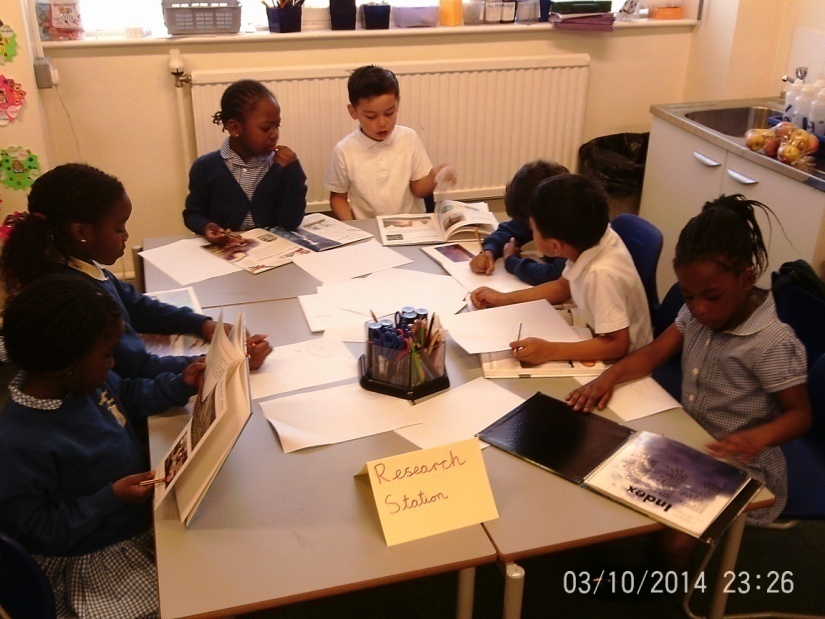 Research
Station
Index
03/10/2014 23:26